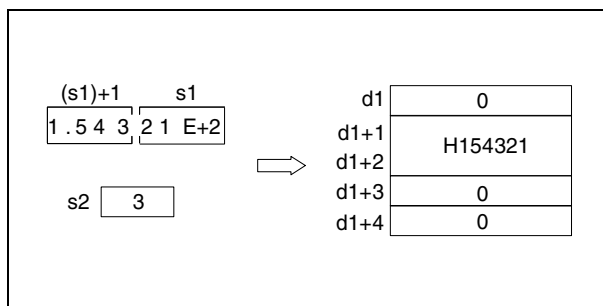 (s1)+1 s1
1 . 5 4 3 2 1 E+2
s2 3
d1 0
d1+1 H154321
d1+2
d1+3 0
d1+4 0